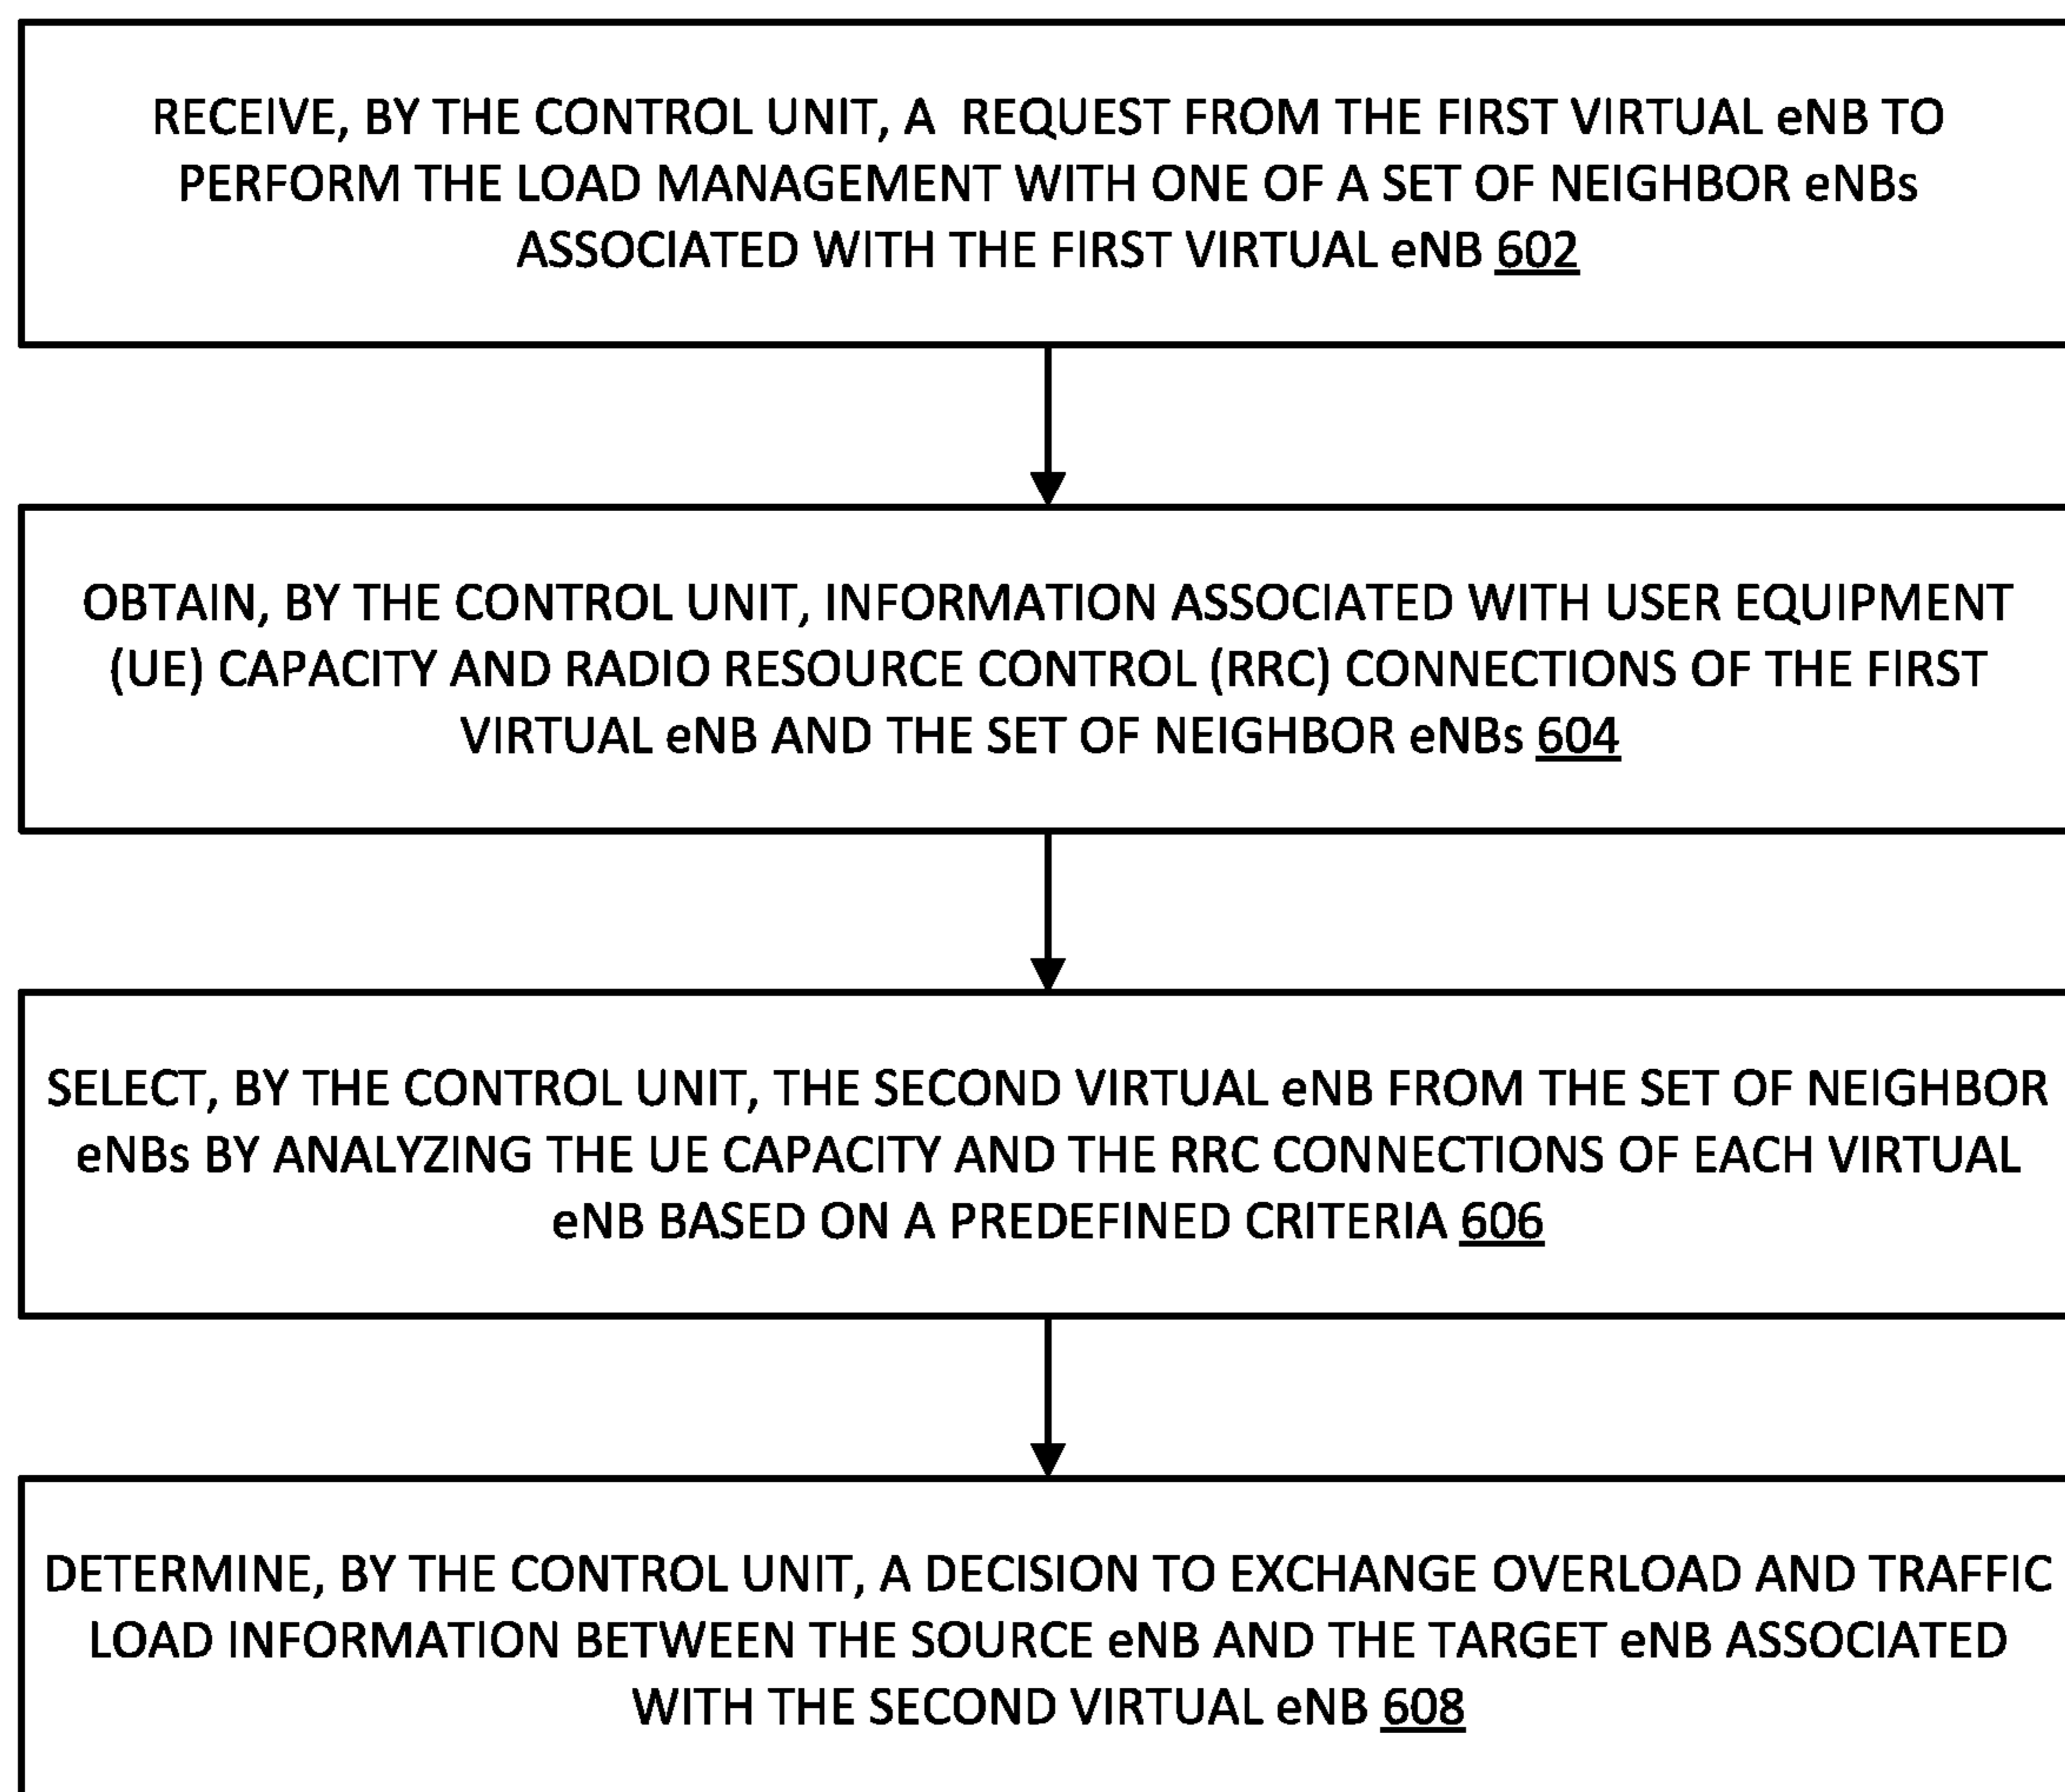 RECEIVE, BY THE CONTROL UNIT, A REQUEST FROM THE FIRST VIRTUAL eNB TO
PERFORM THE LOAD MANAGEMENT WITH ONE OF A SET OF NEIGHBOR eNBs
ASSOCIATED WITH THE FIRST VIRTUAL eNB 602
OBTAIN, BY THE CONTROL UNIT, INFORMATION ASSOCIATED WITH USER EQUIPMENT
(UE) CAPACITY AND RADIO RESOURCE CONTROL (RRC) CONNECTIONS OF THE FIRST
VIRTUAL eNB AND THE SET OF NEIGHBOR eNBs 604
SELECT, BY THE CONTROL UNIT, THE SECOND VIRTUAL eNB FROM THE SET OF NEIGHBOR
eNBs BY ANALYZING THE UE CAPACITY AND THE RRC CONNECTIONS OF EACH VIRTUAL
eNB BASED ON A PREDEFINED CRITERIA 606
DETERMINE, BY THE CONTROL UNIT, A DECISION TO EXCHANGE OVERLOAD AND TRAFFIC
LOAD INFORMATION BETWEEN THE SOURCE eNB AND THE TARGET eNB ASSOCIATED
WITH THE SECOND VIRTUAL eNB 608